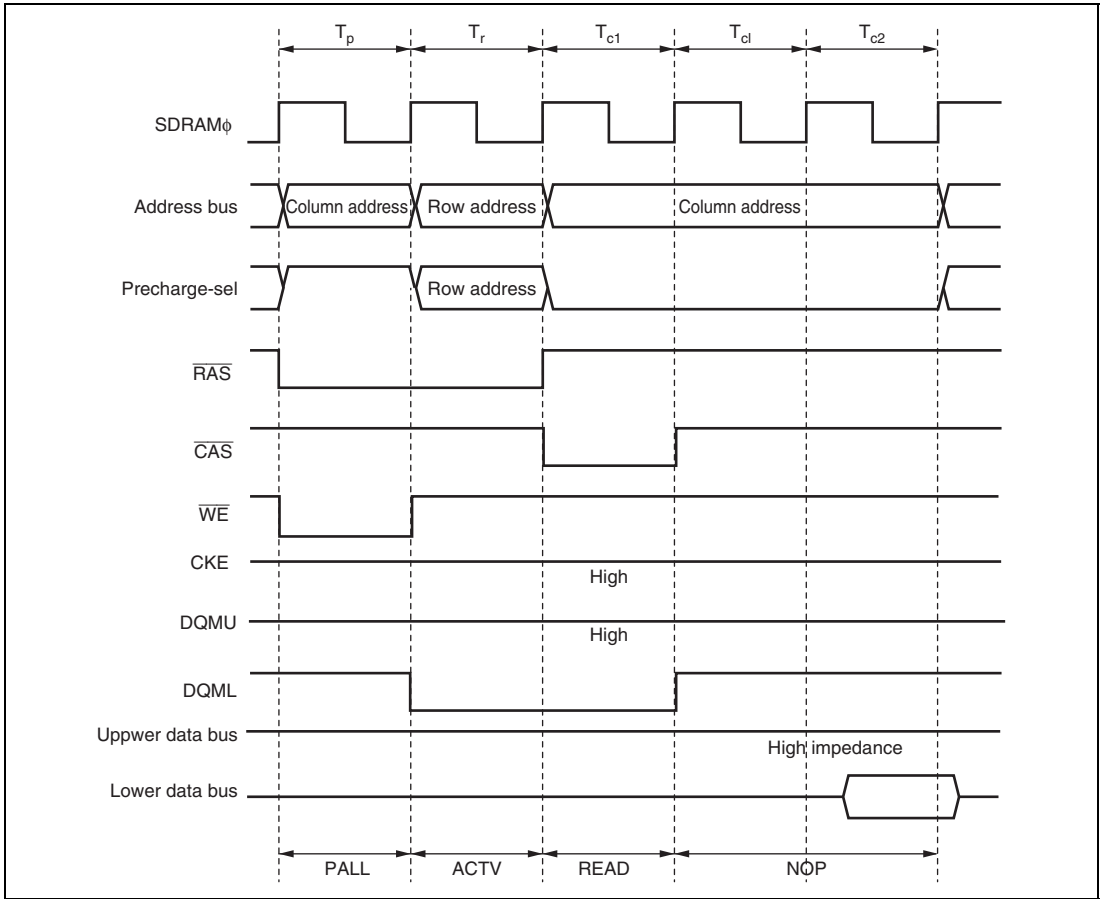 Tp Tr Tc1 Tcl Tc2
SDRAMϕ
Address bus Column address Row address Column address
Precharge-sel Row address
RAS
CAS
WE
CKE
High
DQMU
High
DQML
Uppwer data bus
High impedance
Lower data bus
PALL ACTV READ NOP